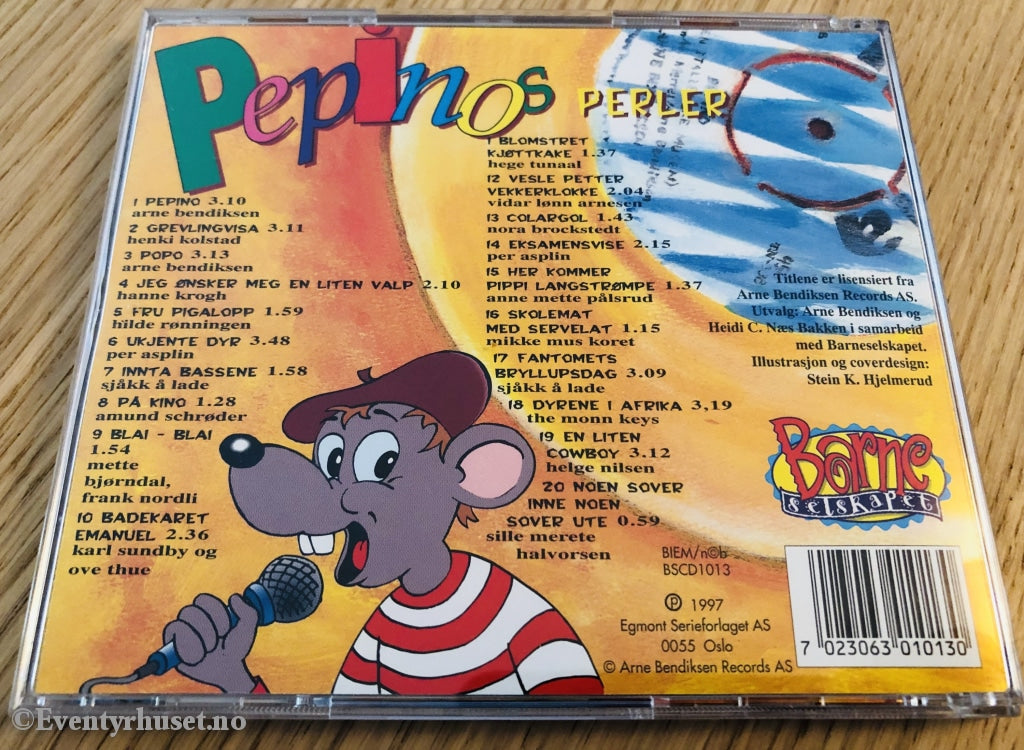 Pepinos PERLER
1 PEPINO 3.10
arne bendiksen
2 GREVLINGVISA 3.11
henki kolstad
3 POPO 3.13
arne bendiksen
4 JEG ØNSKER MEG EN LITEN VALP 2.10
hanne krogh
5 FRU PIGALOPP 1.59
hilde rønningen
6 UKJENTE DYR 3.48
per asplin
7 INNTA BASSENE 1.58
sjåkk å lade
8 PÅ KINO 1.28
amund schrøder
9 BLAI - BLAI
1.54
mette
bjørndal,
frank nordli
10 BADEKARET
EMANUEL 2.36
karl sundby og
ove thue
1 BLOMSTRET
KJØTTKAKE 1.37
hege tunaal
12 VESLE PETTER
VEKKERKLOKKE 2.04
vidar lønn arnesen
13 COLARGOL 1.43
nora brockstedt
14 EKSAMENSVISE 2.15
per asplin
15 HER KOMMER
PIPPI LANGSTRØMPE 1.37
anne mette pålsrud
16 SKOLEMAT
MED SERVELAT 1.15
mikke mus koret
17 FANTOMETS
BRYLLUPSDAG 3.09
sjåkk å lade
18 DYRENE I AFRIKA 3,19
the monn keys
19 EN LITEN
COWBOY 3.12
helge nilsen
20 NOEN SOVER
INNE NOEN
SOVER UTE 0.59
sille merete
halvorsen
Titlene er lisensiert fra
Arne Bendiksen Records AS.
Utvalg: Arne Bendiksen og
Heidi C. Næs Bakken i samarbeid
med Barneselskapet.
Illustrasjon og coverdesign:
Stein K. Hjelmerud
Barne
selskapet
BIEM/n©b
BSCD1013
℗ 1997
Egmont Serieforlaget AS
0055 Oslo
© Arne Bendiksen Records AS
7 023063 010130
©Eventyrhuset.no